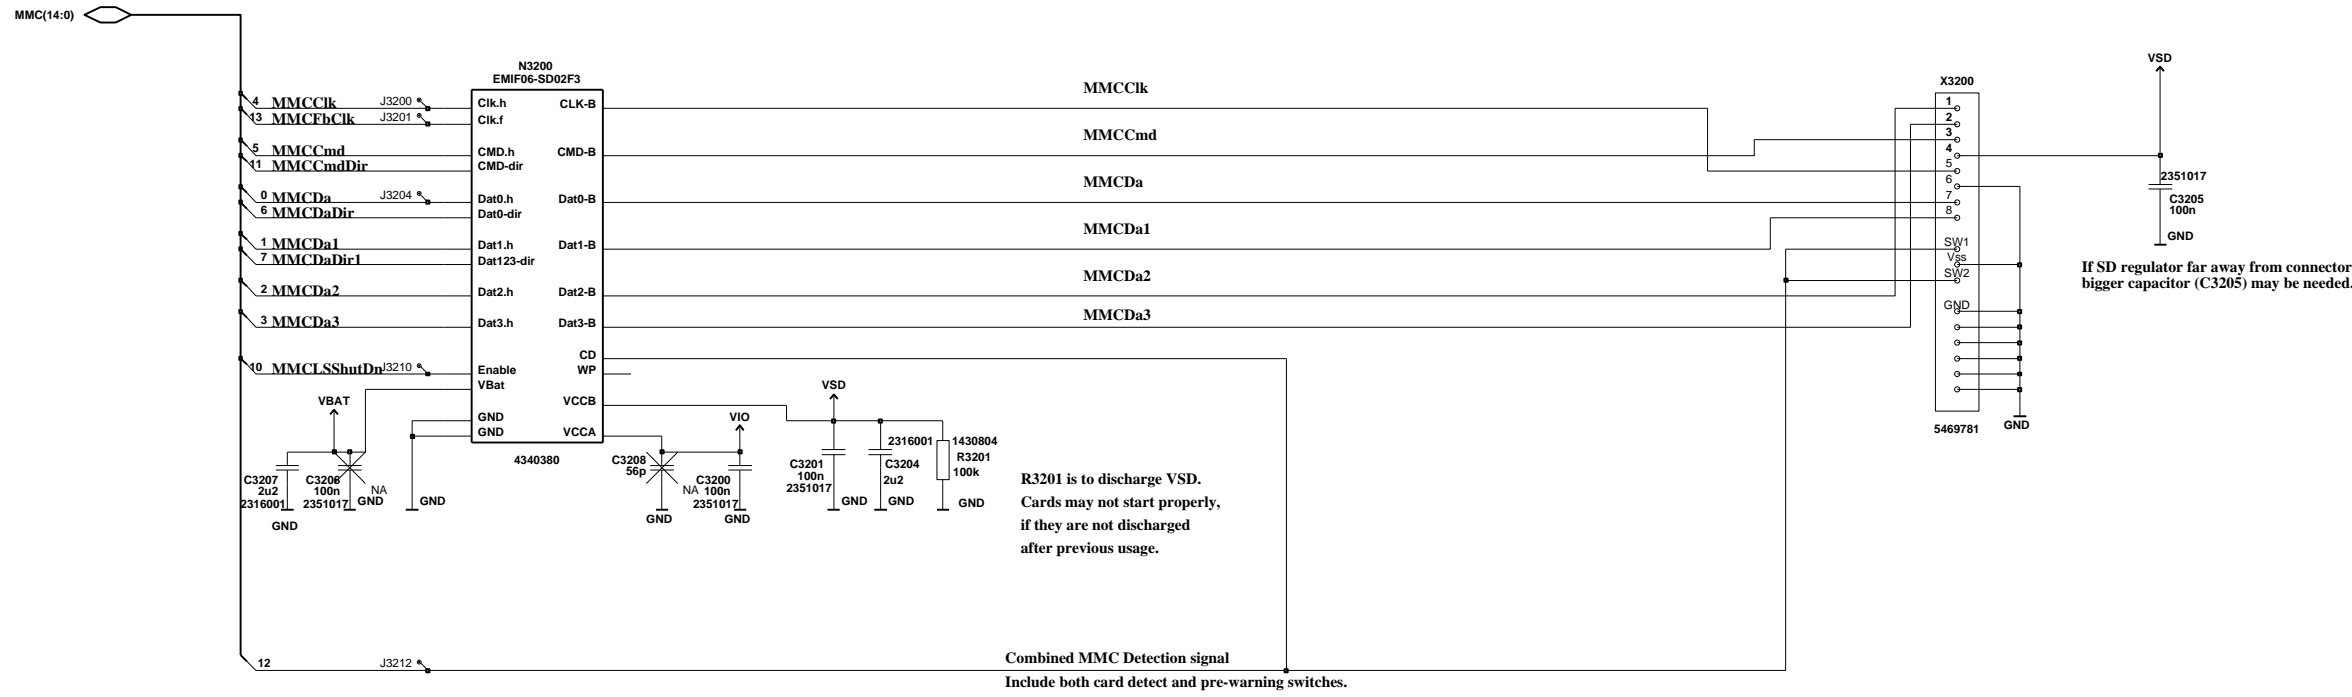 MMC(14:0)
N3200
EMIF06-SD02F3
4 MMCClk J3200
13 MMCFbClk J3201
5 MMCCmd
11 MMCCmdDir
0 MMCDa J3204
6 MMCDaDir
1 MMCDa1
7 MMCDaDir1
2 MMCDa2
3 MMCDa3
10 MMCLSShutDn J3210
12 J3212
Clk.h CLK-B
Clk.f
CMD.h CMD-B
CMD-dir
Dat0.h Dat0-B
Dat0-dir
Dat1.h Dat1-B
Dat123-dir
Dat2.h Dat2-B
Dat3.h Dat3-B
CD
Enable WP
VBat
VCCB
GND
GND VCCA
4340380
VBAT
C3207
2u2
2316001
GND
C3206
100n
2351017
NA
GND
GND
C3208
56p
NA
GND
VIO
C3200
100n
2351017
GND
VSD
C3201
100n
2351017
GND
2316001
C3204
2u2
GND
1430804
R3201
100k
GND
MMCClk
MMCCmd
MMCDa
MMCDa1
MMCDa2
MMCDa3
R3201 is to discharge VSD.
Cards may not start properly,
if they are not discharged
after previous usage.
Combined MMC Detection signal
Include both card detect and pre-warning switches.
X3200
1
2
3
4
5
6
7
8
SW1
Vss
SW2
GND
5469781
GND
VSD
2351017
C3205
100n
GND
If SD regulator far away from connector
bigger capacitor (C3205) may be needed.